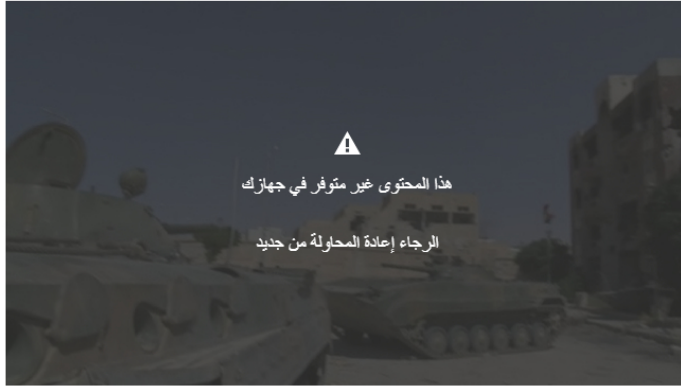 هذا المحتوى غير متوفر في جهازك
الرجاء إعادة المحاولة من جديد